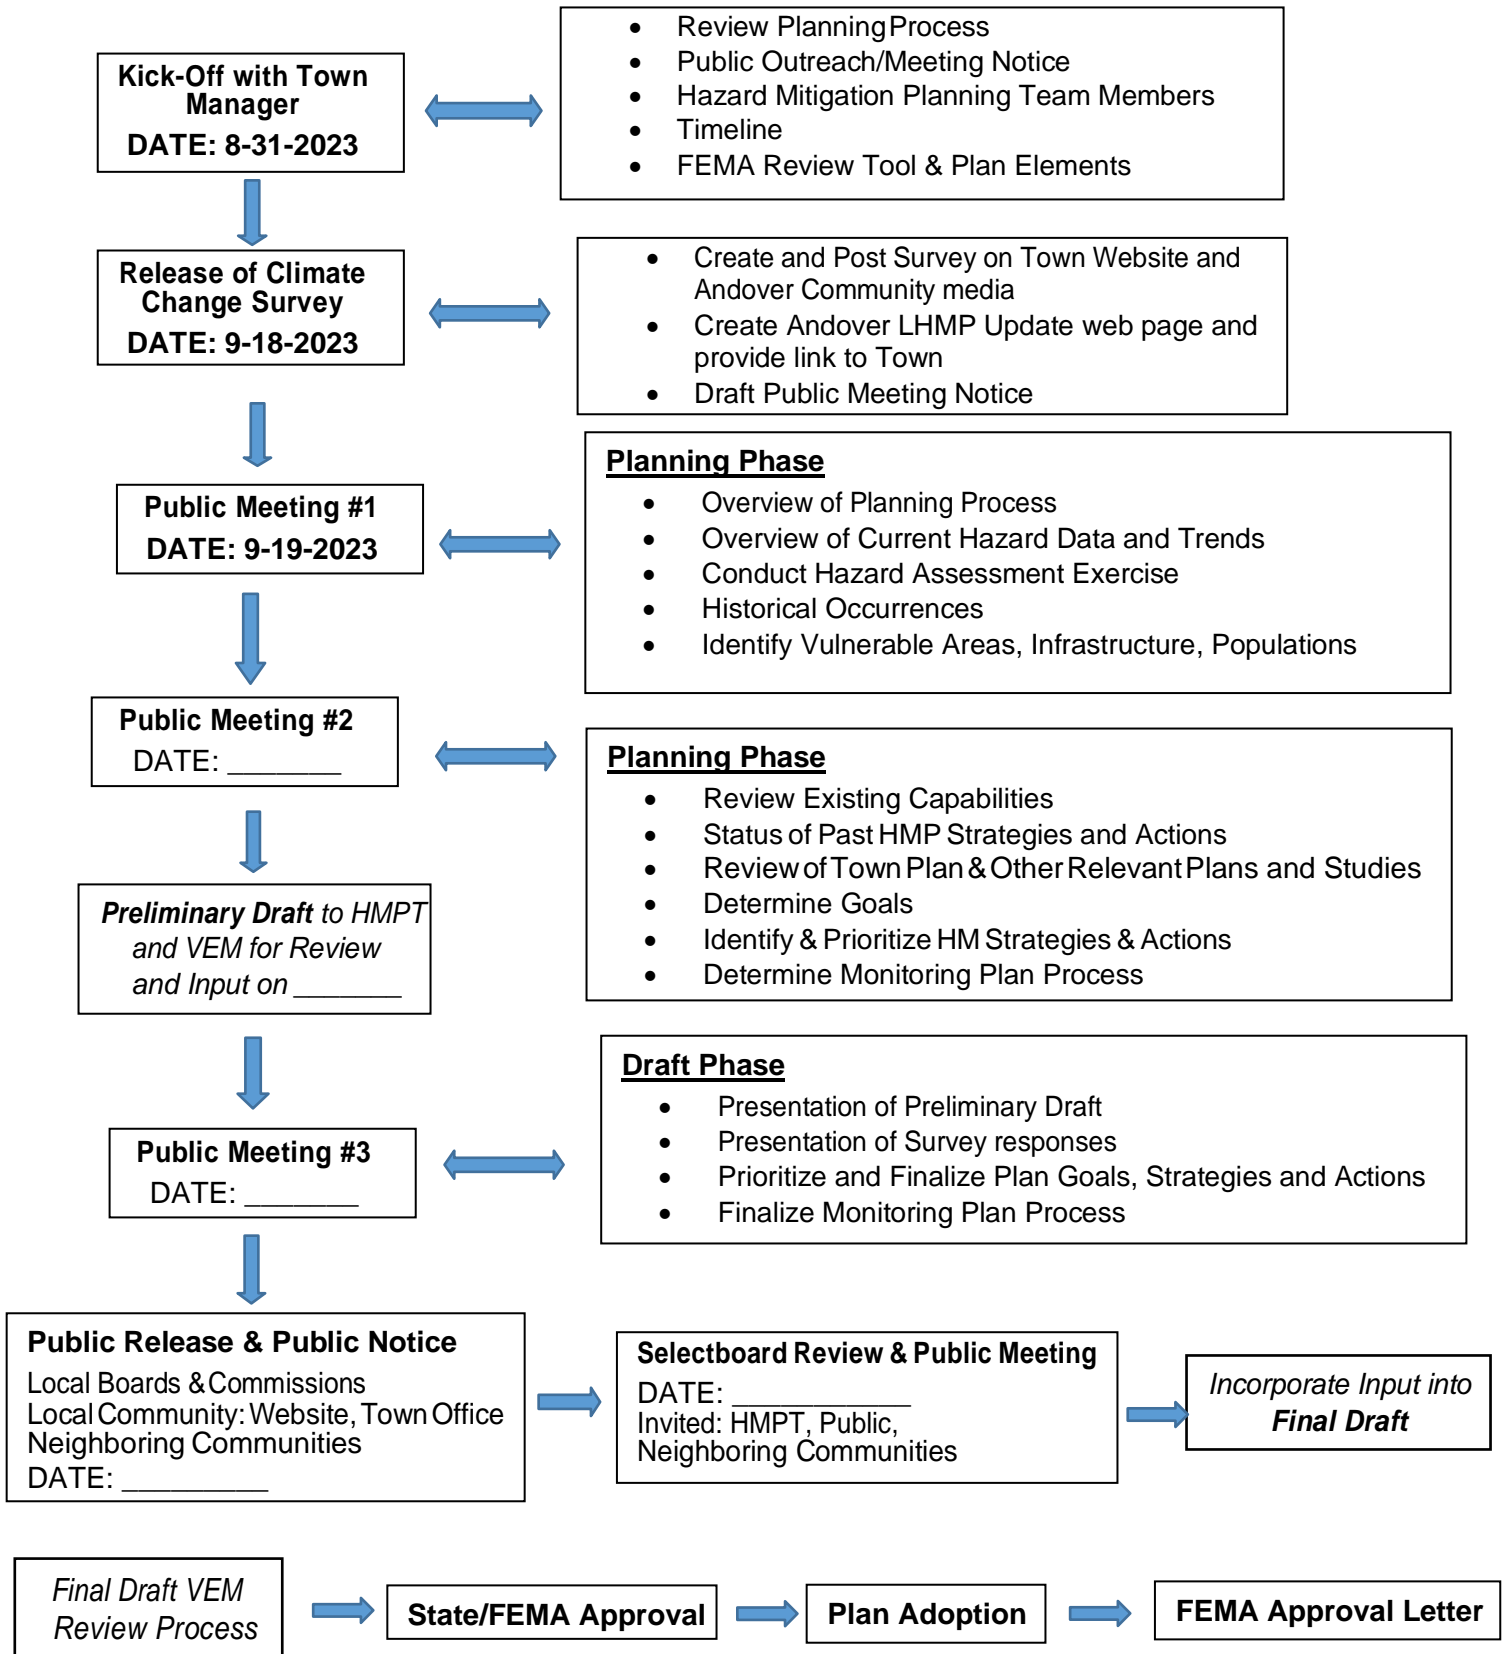 Kick-Off with Town
Manager
DATE: 8-31-2023
• Review Planning Process
• Public Outreach/Meeting Notice
• Hazard Mitigation Planning Team Members
• Timeline
• FEMA Review Tool & Plan Elements
Release of Climate
Change Survey
DATE: 9-18-2023
• Create and Post Survey on Town Website and
Andover Community media
• Create Andover LHMP Update web page and
provide link to Town
• Draft Public Meeting Notice
Public Meeting #1
DATE: 9-19-2023
Planning Phase
• Overview of Planning Process
• Overview of Current Hazard Data and Trends
• Conduct Hazard Assessment Exercise
• Historical Occurrences
• Identify Vulnerable Areas, Infrastructure, Populations
Public Meeting #2
DATE: _______
Planning Phase
• Review Existing Capabilities
• Status of Past HMP Strategies and Actions
• Review of Town Plan & Other Relevant Plans and Studies
• Determine Goals
• Identify & Prioritize HM Strategies & Actions
• Determine Monitoring Plan Process
Preliminary Draft to HMPT
and VEM for Review
and Input on _______
Public Meeting #3
DATE: _______
Draft Phase
• Presentation of Preliminary Draft
• Presentation of Survey responses
• Prioritize and Finalize Plan Goals, Strategies and Actions
• Finalize Monitoring Plan Process
Public Release & Public Notice
Local Boards & Commissions
Local Community: Website, Town Office
Neighboring Communities
DATE: _________
Selectboard Review & Public Meeting
DATE: ___________
Invited: HMPT, Public,
Neighboring Communities
Incorporate Input into
Final Draft
Final Draft VEM
Review Process
State/FEMA Approval
Plan Adoption
FEMA Approval Letter